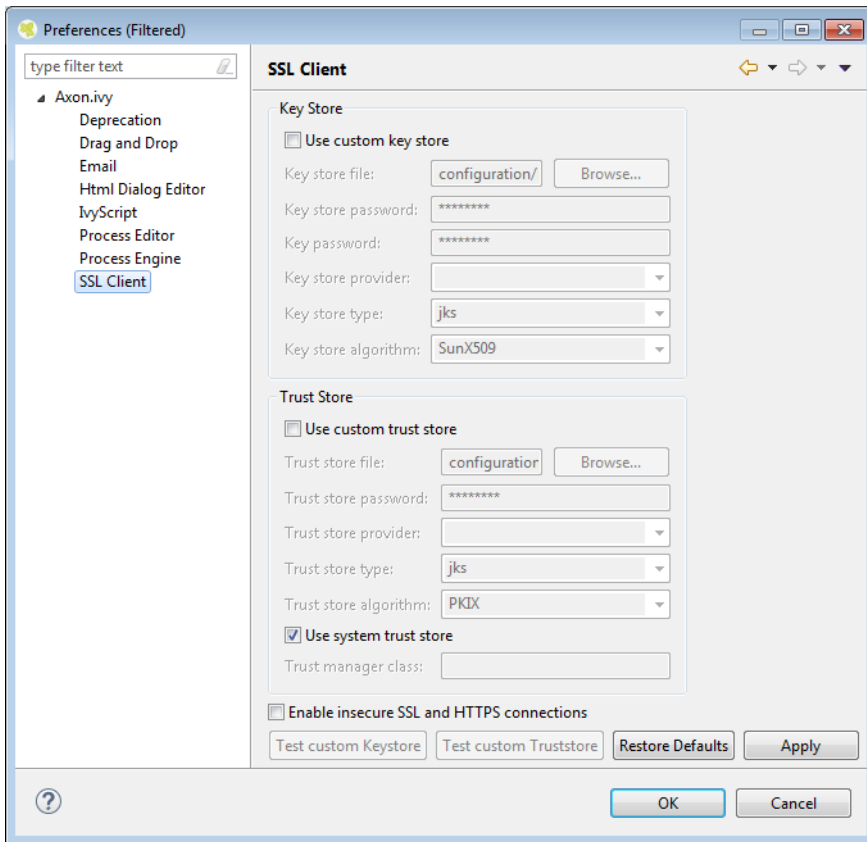 Preferences (Filtered)
type filter text
Axon.ivy
Deprecation
Drag and Drop
Email
Html Dialog Editor
IvyScript
Process Editor
Process Engine
SSL Client
SSL Client
Key Store
Use custom key store
Key store file: configuration/ Browse...
Key store password: ********
Key password: ********
Key store provider:
Key store type: jks
Key store algorithm: SunX509
Trust Store
Use custom trust store
Trust store file: configuration Browse...
Trust store password: ********
Trust store provider:
Trust store type: jks
Trust store algorithm: PKIX
Use system trust store
Trust manager class:
Enable insecure SSL and HTTPS connections
Test custom Keystore Test custom Truststore Restore Defaults Apply
? OK Cancel